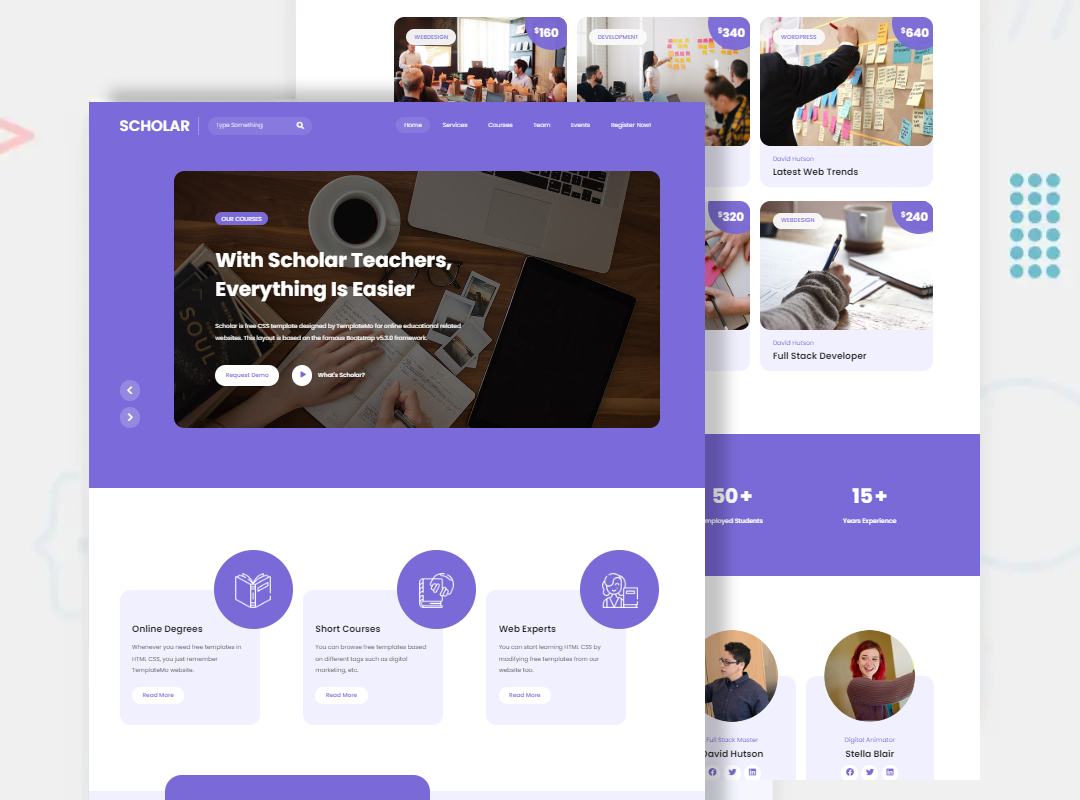 WEBDESIGN
$160
DEVELOPMENT
$340
WORDPRESS
$640
David Hutson
Latest Web Trends
$320
WEBDESIGN
$240
David Hutson
Full Stack Developer
SCHOLAR
Type Something
Home
Services
Courses
Team
Events
Register Now!
OUR COURSES
With Scholar Teachers,
Everything Is Easier
Scholar is free CSS template designed by TemplateMo for online educational related
websites. This layout is based on the famous Bootstrap v5.3.0 framework.
Request Demo
What's Scholar?
SOUL
50+
15+
Students
Years Experience
Online Degrees
Whenever you need free templates in
HTML CSS, you just remember
TemplateMo website.
Read More
Short Courses
You can browse free templates based
on different tags such as digital
marketing, etc.
Read More
Web Experts
You can start learning HTML CSS by
modifying free templates from our
website too.
Read More
Full Stack Master
David Hutson
Digital Animator
Stella Blair